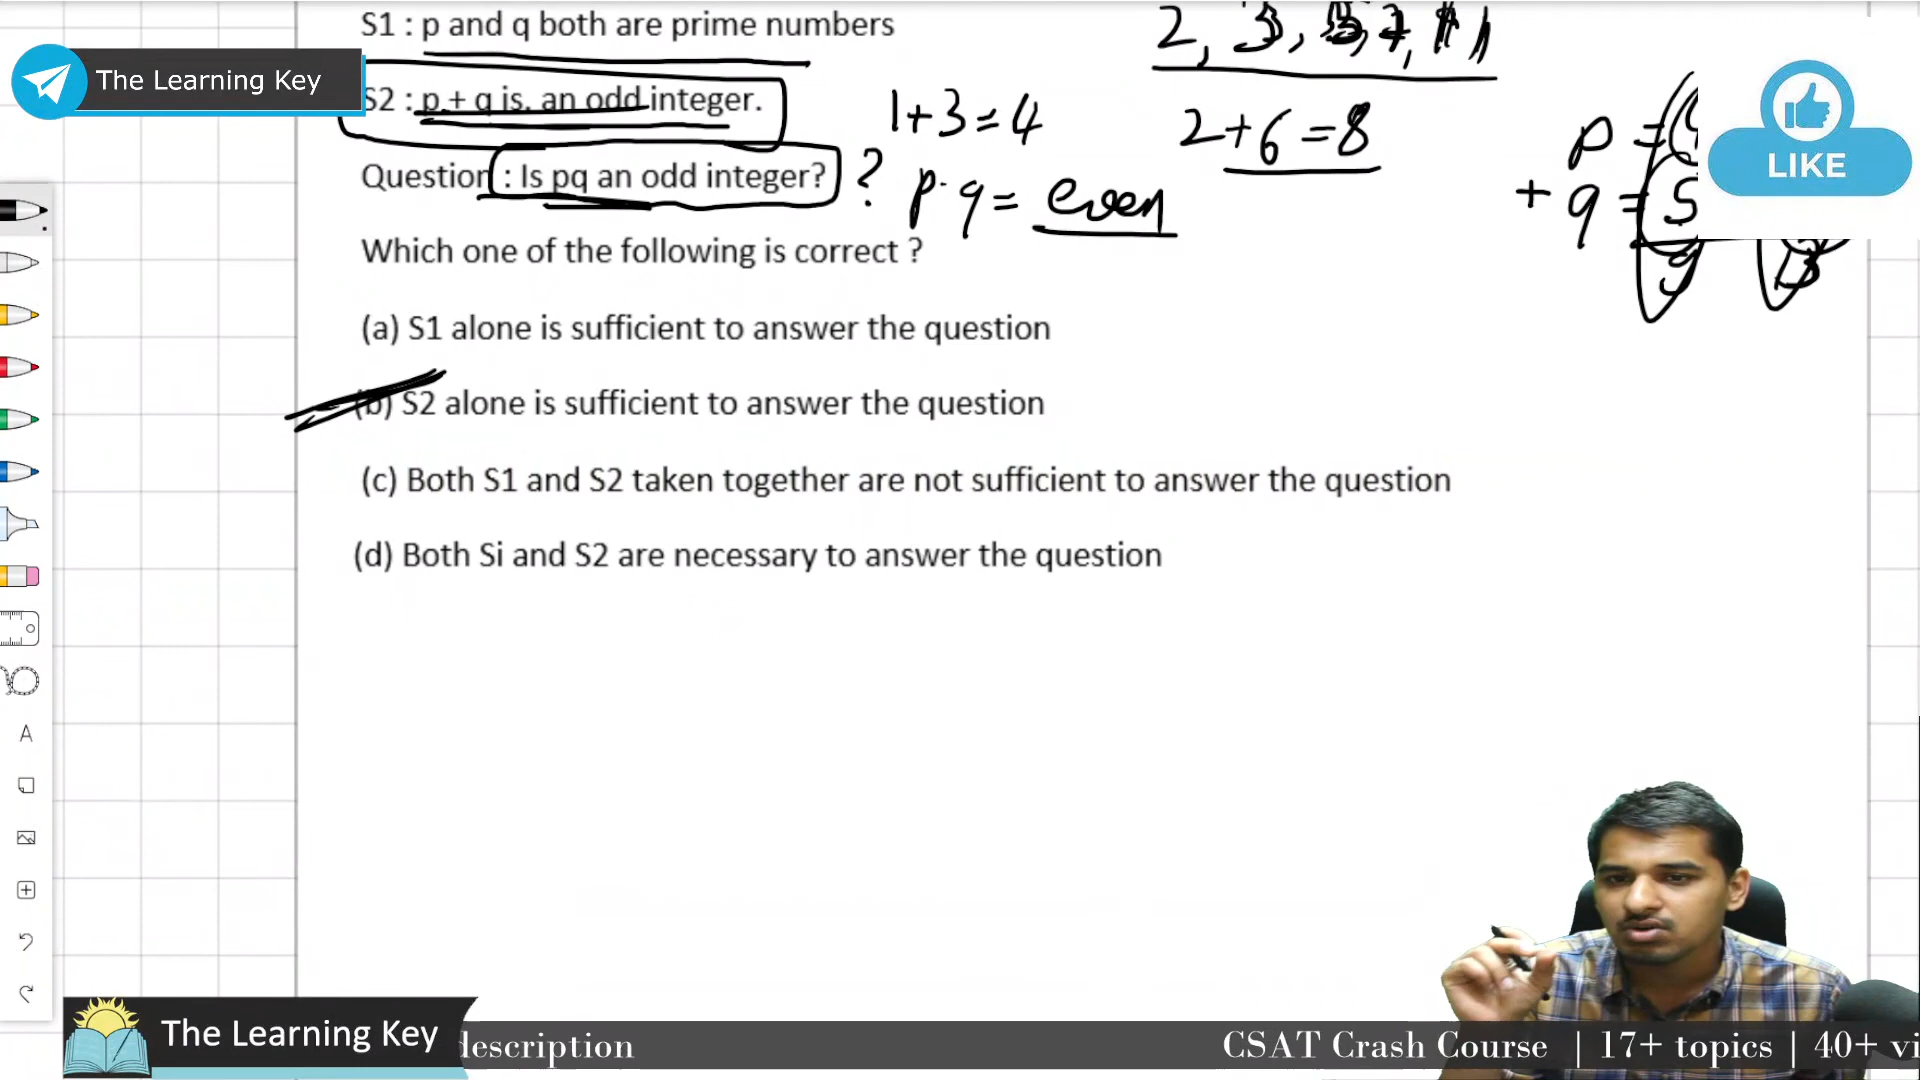 S1 : p and q both are prime numbers
2,
The Learning Key
S2 : p + q is. an odd integer.
1+3=4
2+6=8
p =
LIKE
Question : Is pq an odd integer?
?
p·q = even
+ q = 5
Which one of the following is correct ?
9
13
(a) S1 alone is sufficient to answer the question
(b) S2 alone is sufficient to answer the question
(c) Both S1 and S2 taken together are not sufficient to answer the question
(d) Both Si and S2 are necessary to answer the question
A
The Learning Key
description
CSAT Crash Course | 17+ topics | 40+ vi